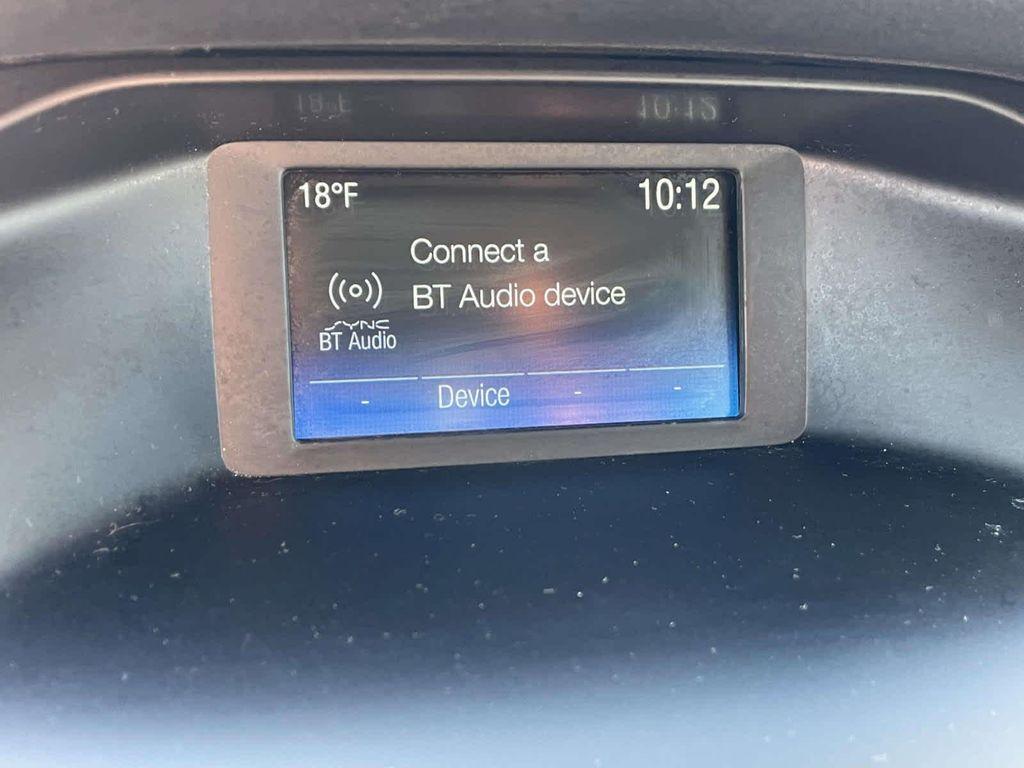 18°F 10:12
Connect a
BT Audio device
SYNC
BT Audio
- Device - -